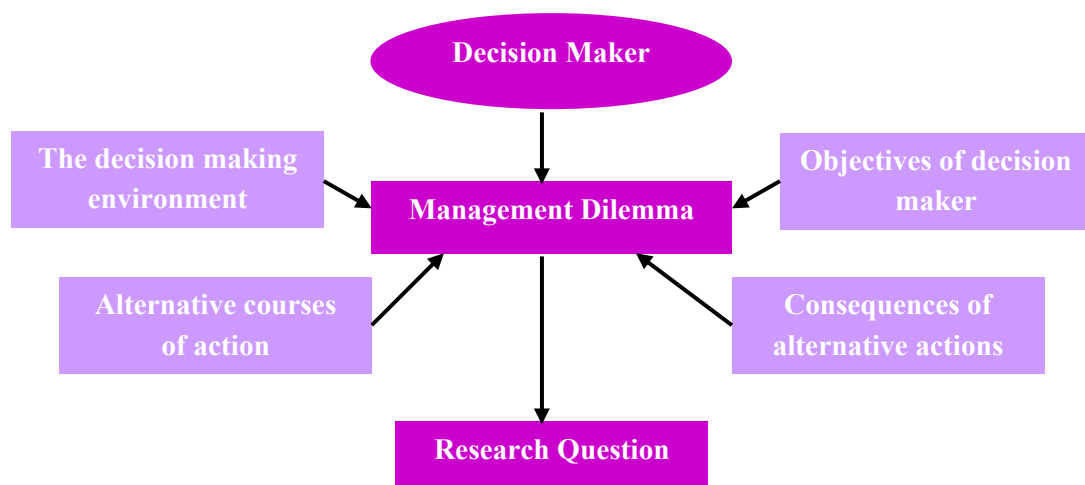 Decision Maker
The decision making
environment
Objectives of decision
maker
Management Dilemma
Alternative courses
of action
Consequences of
alternative actions
Research Question